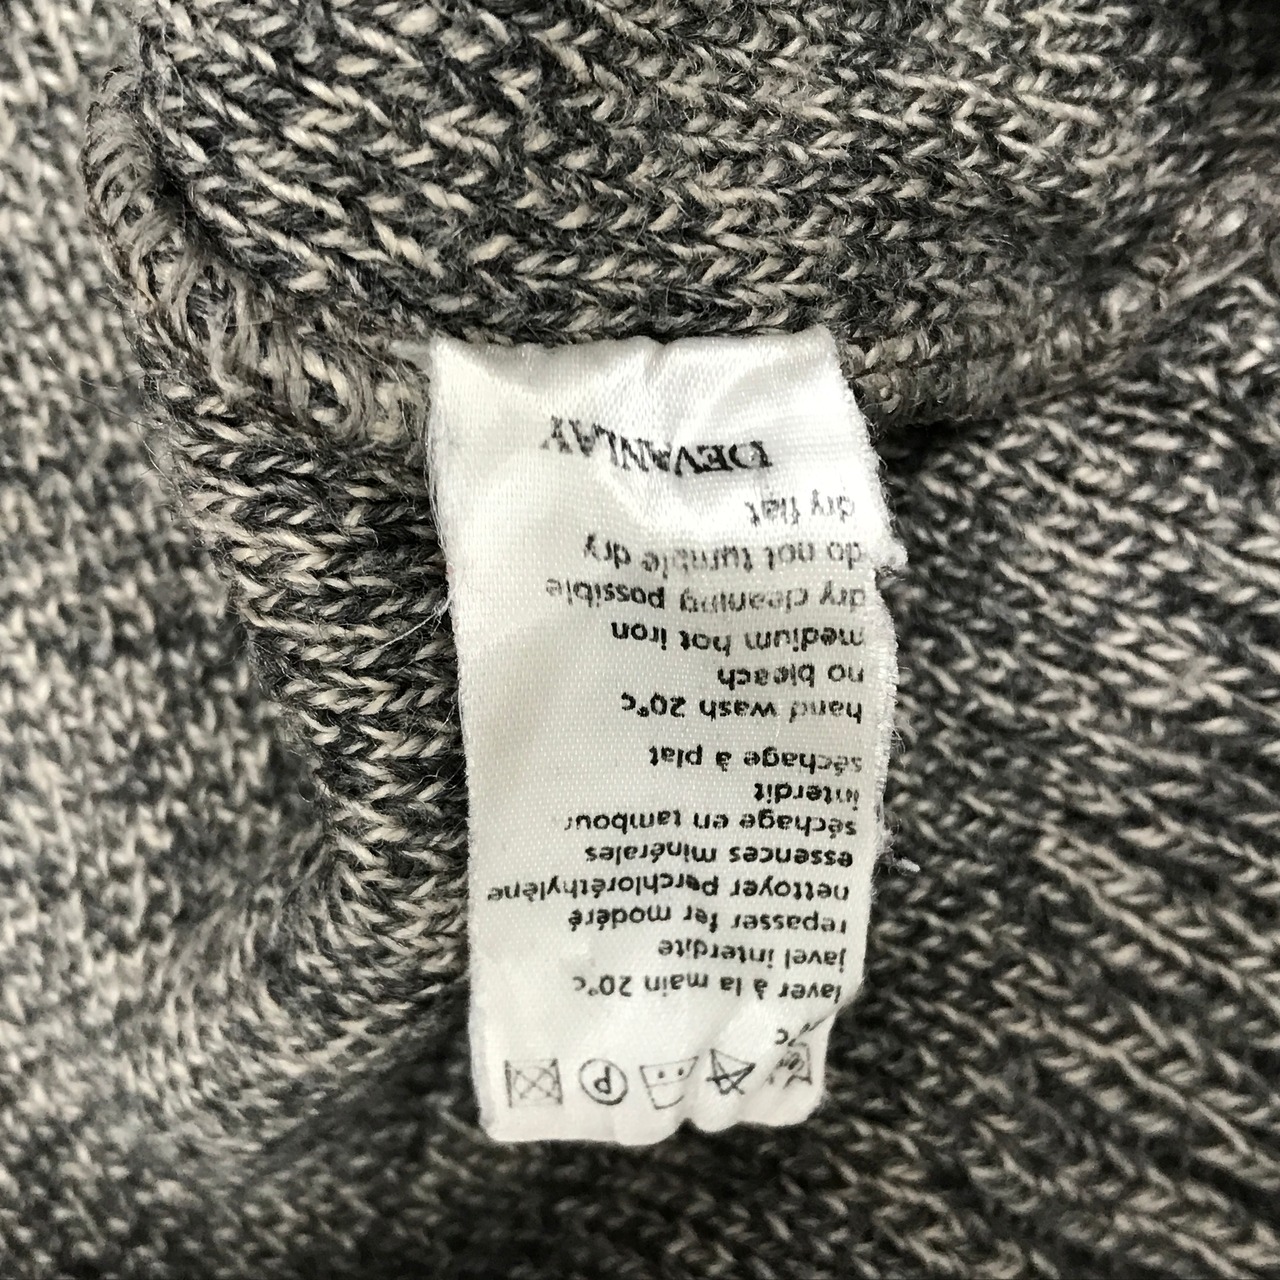 °c
P
laver à la main 20°c
javel interdite
repasser fer modéré
nettoyer perchloréthylène
essences minérales
séchage en tambour
interdit
séchage à plat
hand wash 20°c
no bleach
medium hot iron
dry cleaning possible
do not tumble dry
dry flat
DEVANLAY